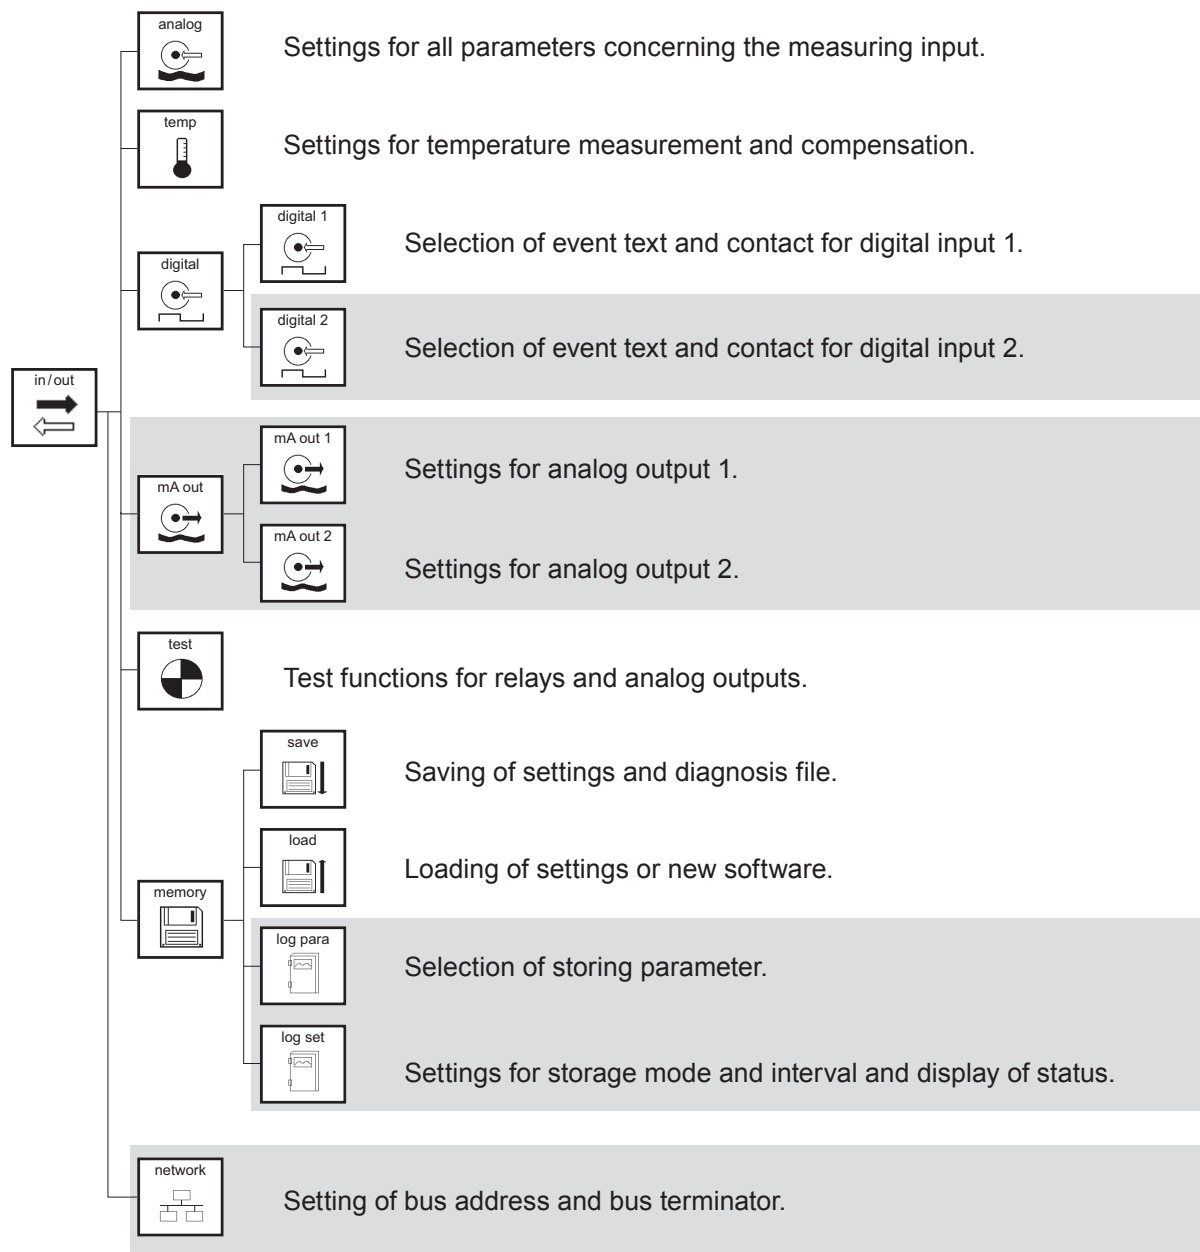 analog
Settings for all parameters concerning the measuring input.
temp
Settings for temperature measurement and compensation.
digital 1
Selection of event text and contact for digital input 1.
digital
digital 2
Selection of event text and contact for digital input 2.
in/out
mA out 1
Settings for analog output 1.
mA out
mA out 2
Settings for analog output 2.
test
Test functions for relays and analog outputs.
save
Saving of settings and diagnosis file.
load
Loading of settings or new software.
memory
log para
Selection of storing parameter.
log set
Settings for storage mode and interval and display of status.
network
Setting of bus address and bus terminator.